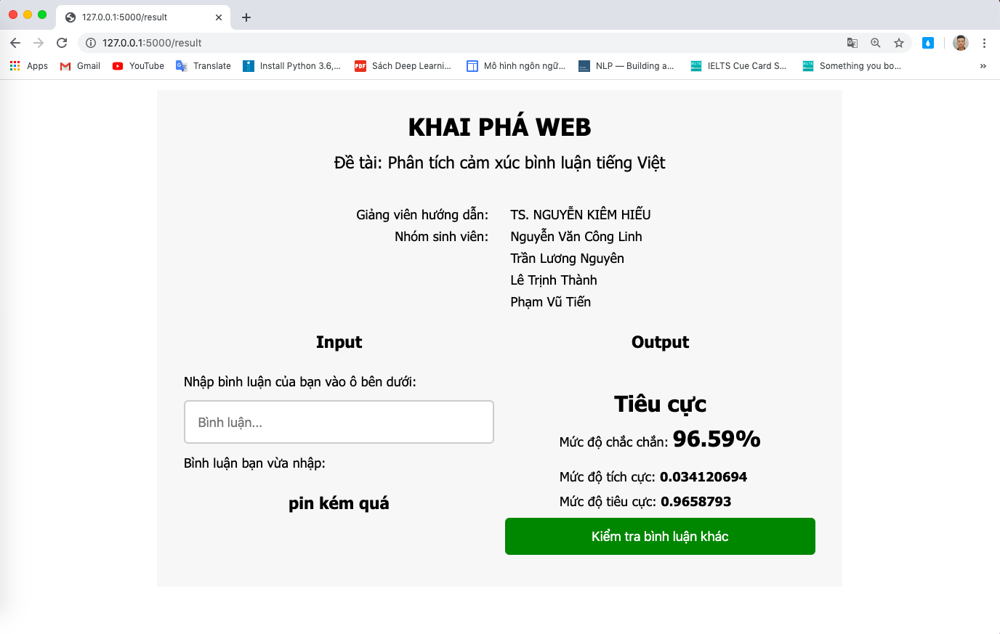 127.0.0.1:5000/result
127.0.0.1:5000/result
Apps Gmail YouTube Translate Install Python 3.6,... PDF Sách Deep Learni... Mô hình ngôn ngữ... NLP — Building a... IELTS Cue Card S... Something you bo... »
KHAI PHÁ WEB
Đề tài: Phân tích cảm xúc bình luận tiếng Việt
Giảng viên hướng dẫn: TS. NGUYỄN KIÊM HIẾU
Nhóm sinh viên: Nguyễn Văn Công Linh
Trần Lương Nguyên
Lê Trịnh Thành
Phạm Vũ Tiến
Input
Nhập bình luận của bạn vào ô bên dưới:
Bình luận...
Bình luận bạn vừa nhập:
pin kém quá
Output
Tiêu cực
Mức độ chắc chắn: 96.59%
Mức độ tích cực: 0.034120694
Mức độ tiêu cực: 0.9658793
Kiểm tra bình luận khác